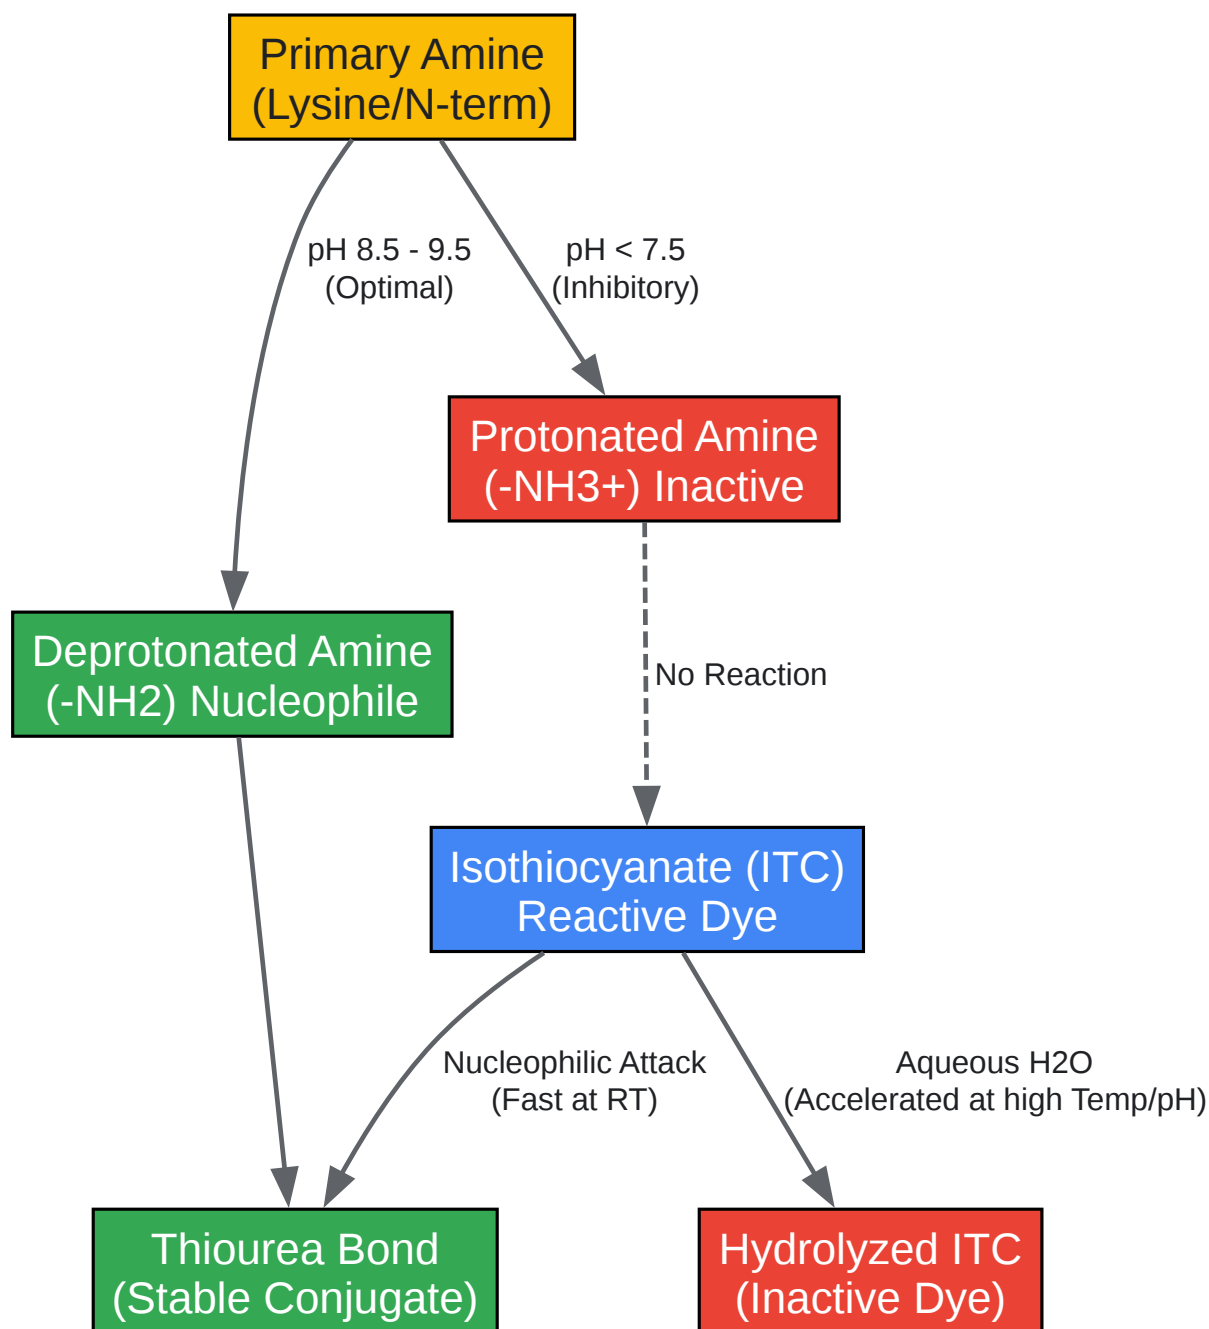 Primary Amine
(Lysine/N-term)
pH 8.5 - 9.5
(Optimal)
pH < 7.5
(Inhibitory)
Protonated Amine
(-NH3+) Inactive
Deprotonated Amine
(-NH2) Nucleophile
No Reaction
Isothiocyanate (ITC)
Reactive Dye
Nucleophilic Attack
(Fast at RT)
Aqueous H2O
(Accelerated at high Temp/pH)
Thiourea Bond
(Stable Conjugate)
Hydrolyzed ITC
(Inactive Dye)